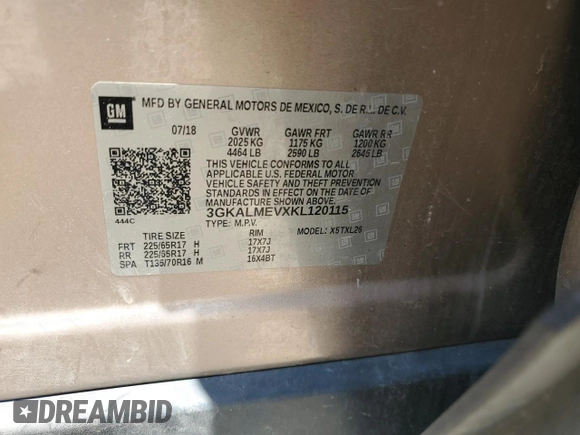 GM
MFD BY GENERAL MOTORS DE MEXICO, S. DE R.L. DE C.V.
07/18 GVWR GAWR FRT GAWR RR
2025 KG 1175 KG 1200 KG
4464 LB 2590 LB 2645 LB
THIS VEHICLE CONFORMS TO ALL
APPLICABLE U.S. FEDERAL MOTOR
VEHICLE SAFETY AND THEFT PREVENTION
STANDARDS IN EFFECT ON THE DATE OF
MANUFACTURE SHOWN ABOVE.
3GKALMEVXKL120115
444C
TYPE: M.P.V. MODEL: XSTXL26
TIRE SIZE RIM
FRT 225/65R17 H 17X7J
RR 225/65R17 H 17X7J
SPA T135/70R16 M 16X4BT
DREAMBID